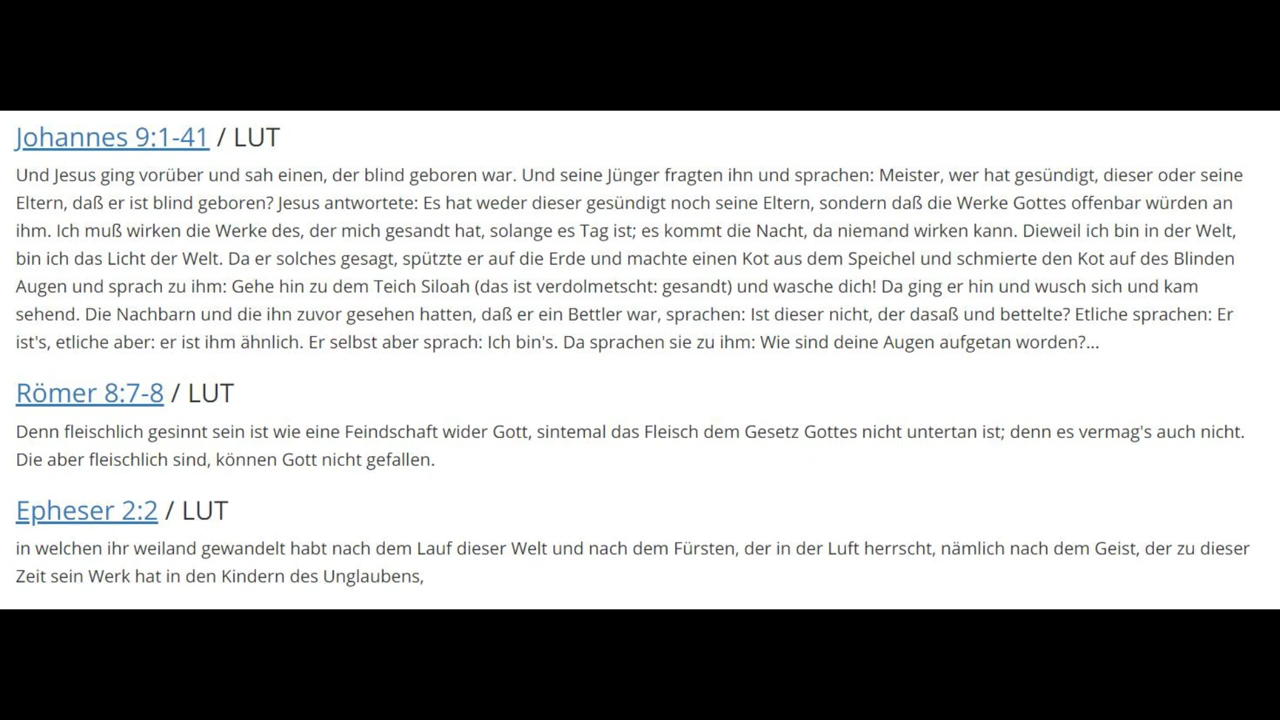 Johannes 9:1-41 / LUT
Und Jesus ging vorüber und sah einen, der blind geboren war. Und seine Jünger fragten ihn und sprachen: Meister, wer hat gesündigt, dieser oder seine
Eltern, daß er ist blind geboren? Jesus antwortete: Es hat weder dieser gesündigt noch seine Eltern, sondern daß die Werke Gottes offenbar würden an
ihm. Ich muß wirken die Werke des, der mich gesandt hat, solange es Tag ist; es kommt die Nacht, da niemand wirken kann. Dieweil ich bin in der Welt,
bin ich das Licht der Welt. Da er solches gesagt, spützte er auf die Erde und machte einen Kot aus dem Speichel und schmierte den Kot auf des Blinden
Augen und sprach zu ihm: Gehe hin zu dem Teich Siloah (das ist verdolmetscht: gesandt) und wasche dich! Da ging er hin und wusch sich und kam
sehend. Die Nachbarn und die ihn zuvor gesehen hatten, daß er ein Bettler war, sprachen: Ist dieser nicht, der dasaß und bettelte? Etliche sprachen: Er
ist's, etliche aber: er ist ihm ähnlich. Er selbst aber sprach: Ich bin's. Da sprachen sie zu ihm: Wie sind deine Augen aufgetan worden?...
Römer 8:7-8 / LUT
Denn fleischlich gesinnt sein ist wie eine Feindschaft wider Gott, sintemal das Fleisch dem Gesetz Gottes nicht untertan ist; denn es vermag's auch nicht.
Die aber fleischlich sind, können Gott nicht gefallen.
Epheser 2:2 / LUT
in welchen ihr weiland gewandelt habt nach dem Lauf dieser Welt und nach dem Fürsten, der in der Luft herrscht, nämlich nach dem Geist, der zu dieser
Zeit sein Werk hat in den Kindern des Unglaubens,